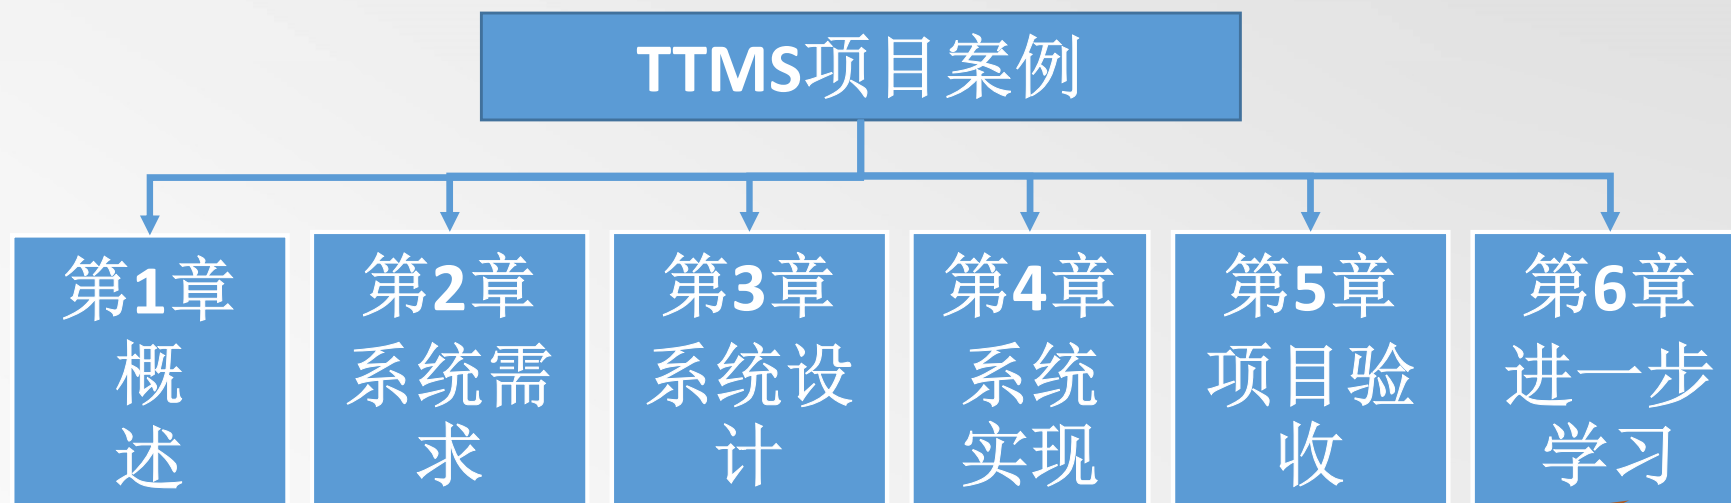 TTMS项目案例
第1章
概
述
第2章
系统需
求
第3章
系统设
计
第4章
系统
实现
第5章
项目验
收
第6章
进一步
学习